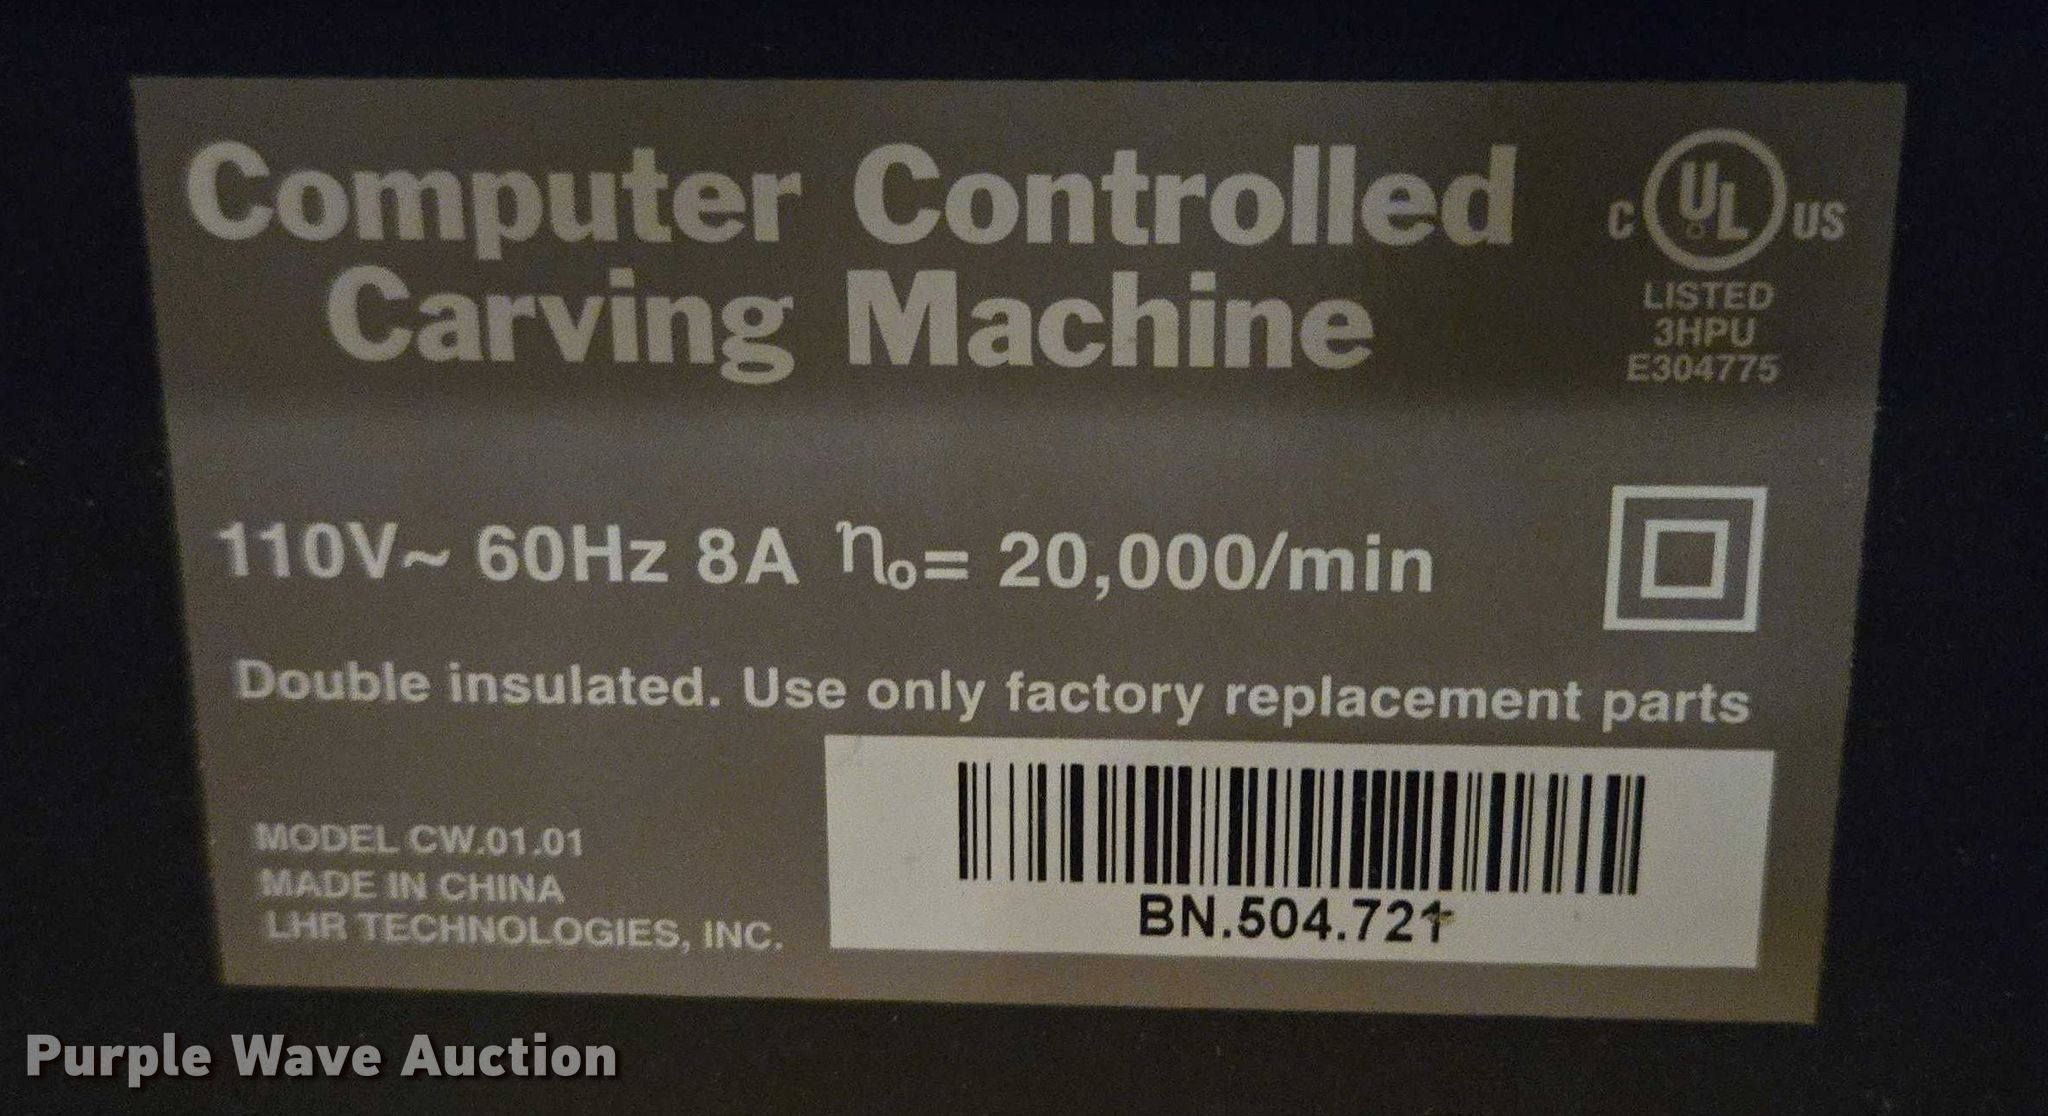 Computer Controlled
Carving Machine
C UL US
LISTED
3HPU
E304775
110V~ 60Hz 8A ηo= 20,000/min
Double insulated. Use only factory replacement parts
MODEL CW.01.01
MADE IN CHINA
LHR TECHNOLOGIES, INC.
BN.504.721
Purple Wave Auction